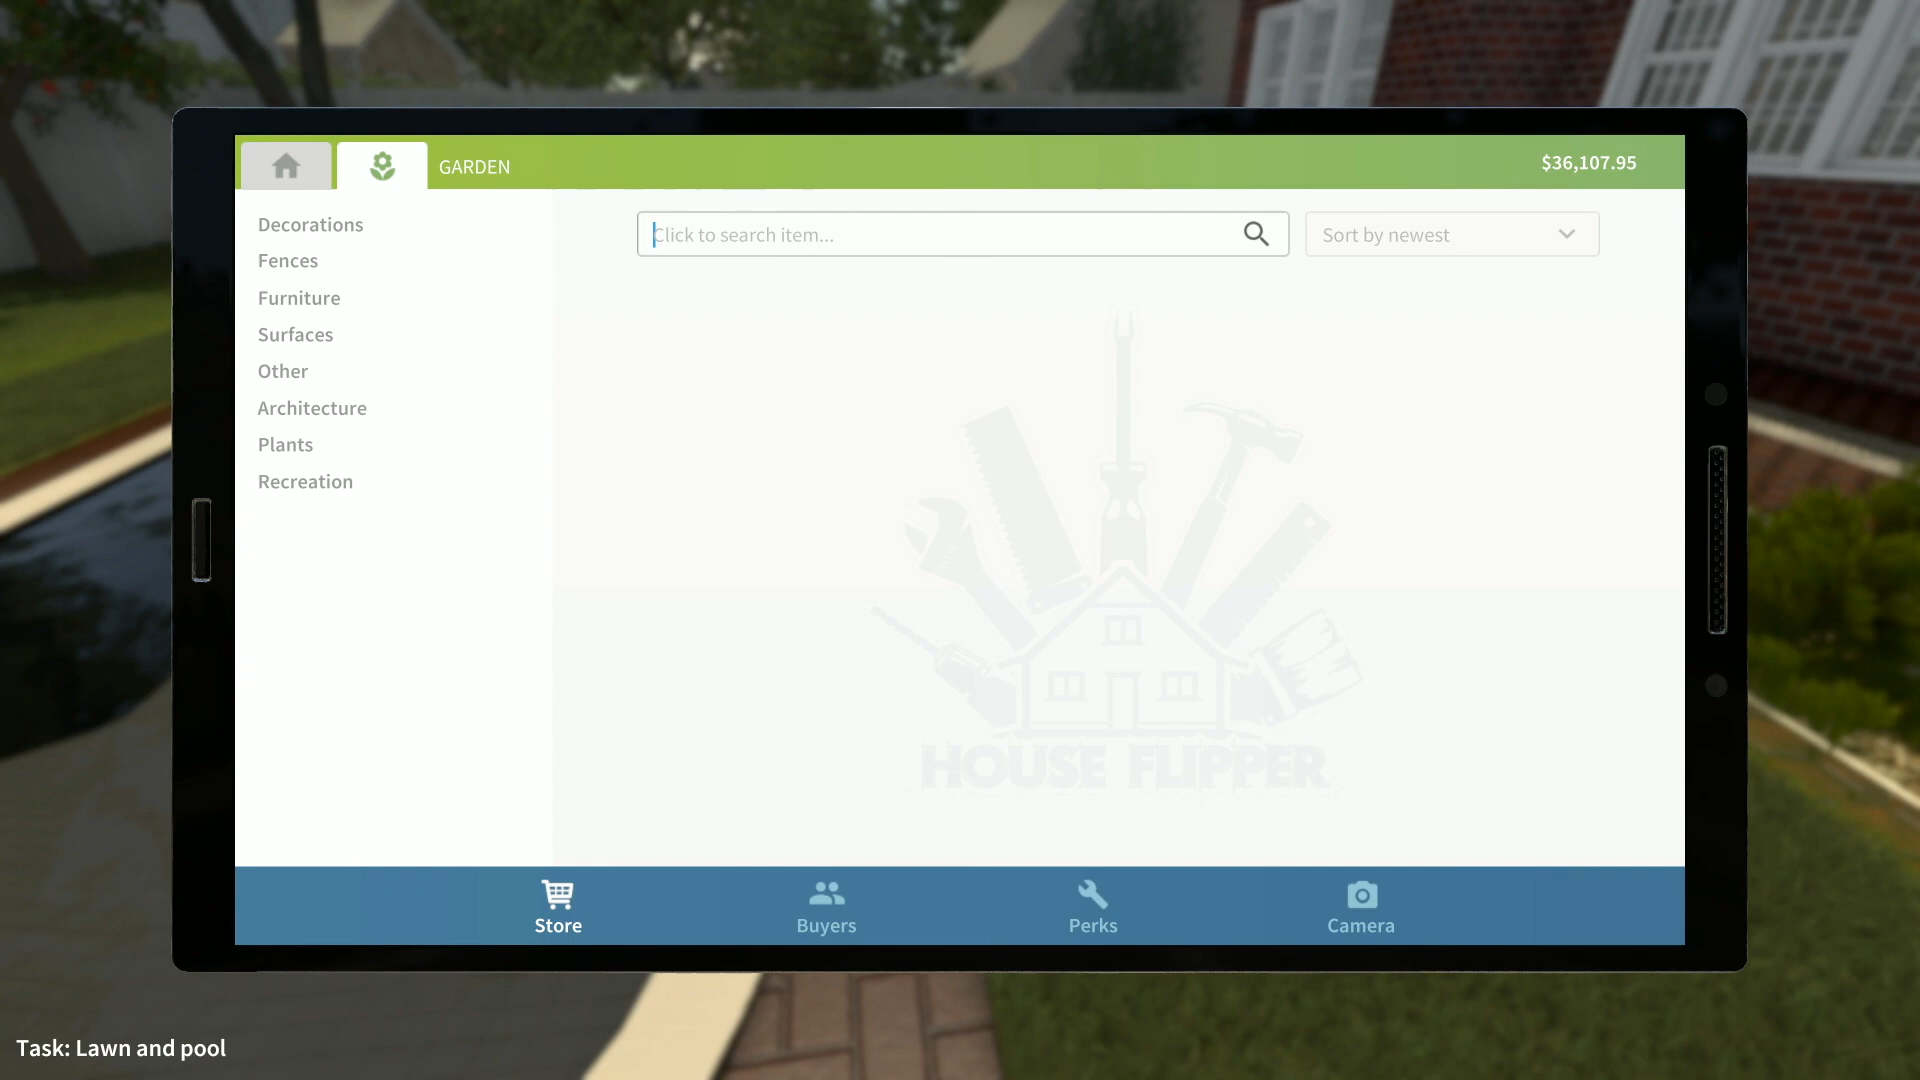 GARDEN
$36,107.95
Decorations
Fences
Furniture
Surfaces
Other
Architecture
Plants
Recreation
Click to search item...
Sort by newest
HOUSE FLIPPER
Store
Buyers
Perks
Camera
Task: Lawn and pool